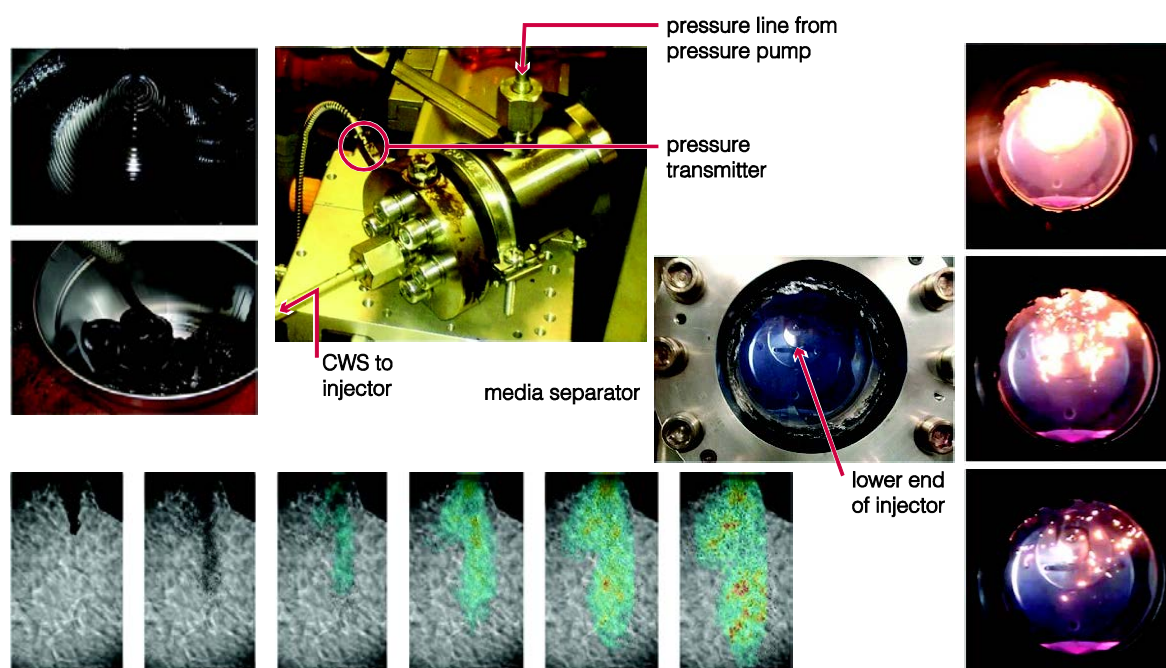 pressure line from
pressure pump
pressure
transmitter
CWS to
injector
media separator
lower end
of injector